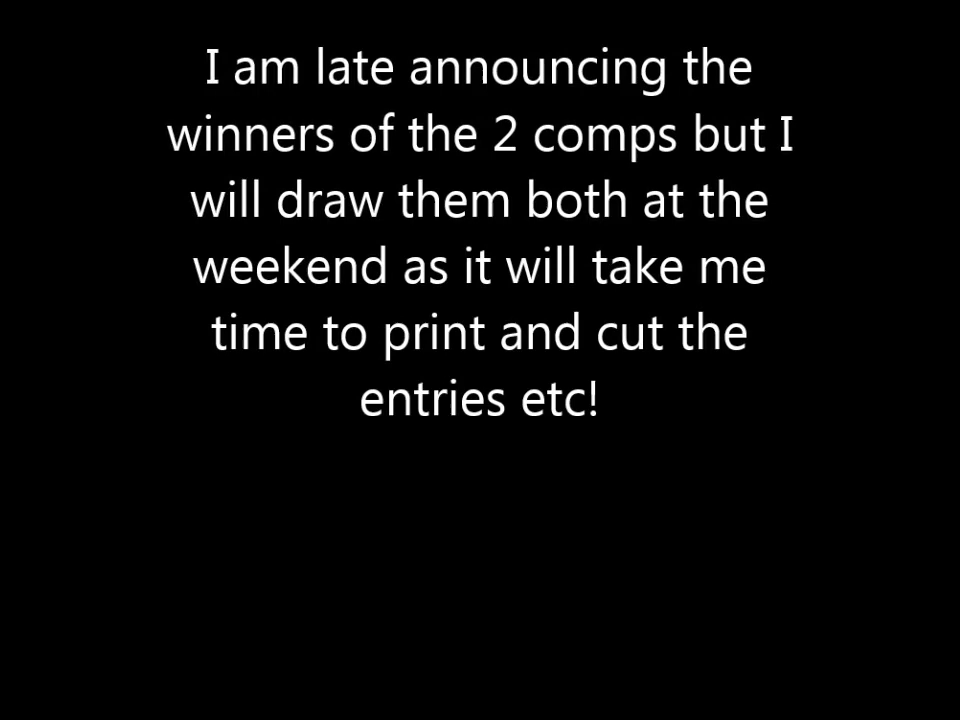 I am late announcing the
winners of the 2 comps but I
will draw them both at the
weekend as it will take me
time to print and cut the
entries etc!